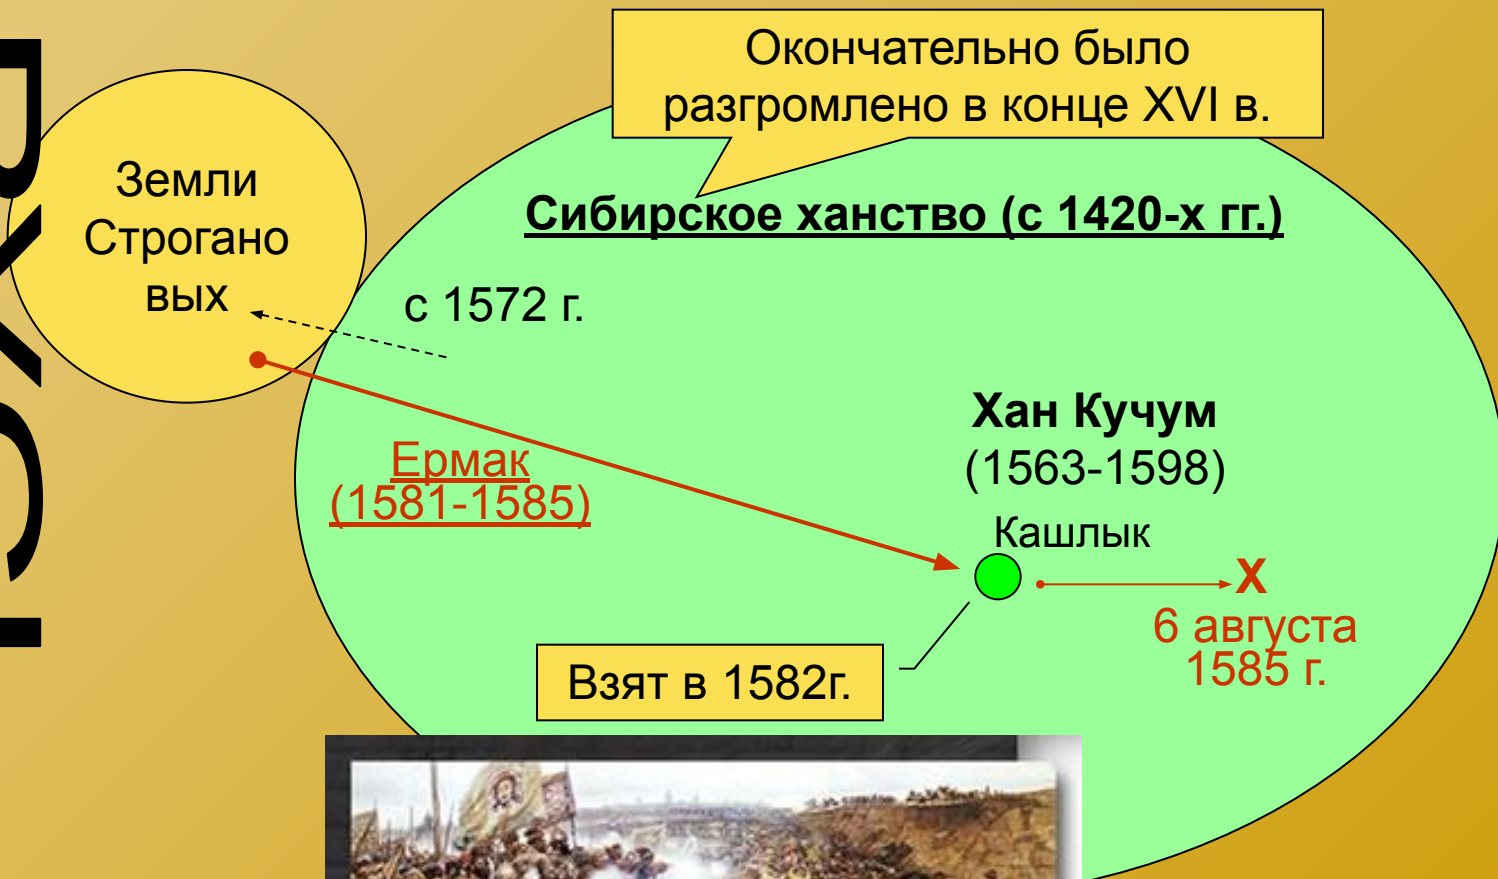 Окончательно было
разгромлено в конце XVI в.
Земли
Строгано
вых
Сибирское ханство (с 1420-х гг.)
с 1572 г.
Хан Кучум
(1563-1598)
Ермак
(1581-1585)
Кашлык
X
6 августа
1585 г.
Взят в 1582г.